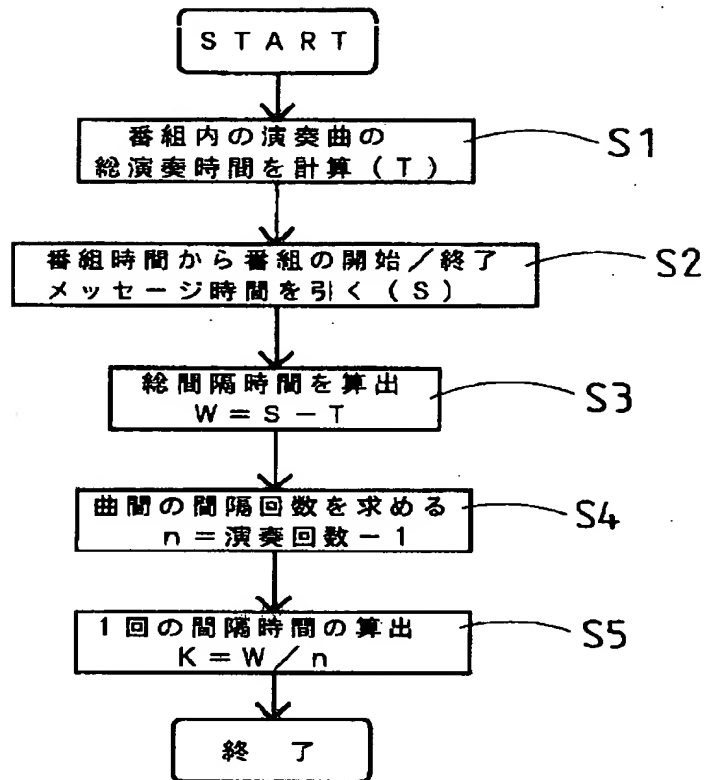 START
番組内の演奏曲の
総演奏時間を計算(T)
S1
番組時間から番組の開始/終了
メッセージ時間を引く(S)
S2
総間隔時間を算出
W=S-T
S3
曲間の間隔回数を求める
n=演奏回数-1
S4
1回の間隔時間の算出
K=W/n
S5
終了